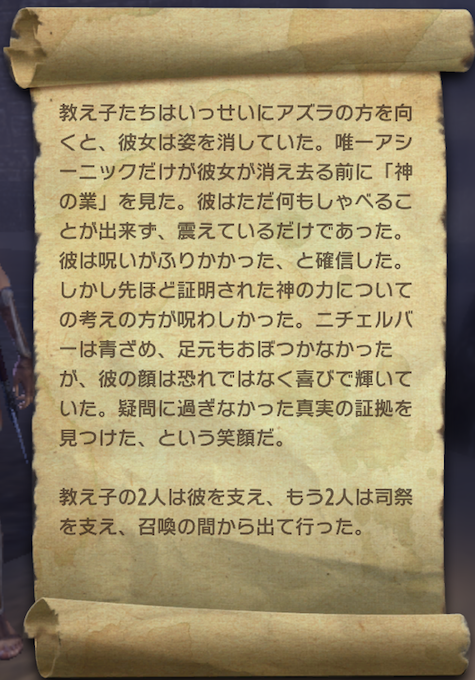 教え子たちはいっせいにアズラの方を向
くと、彼女は姿を消していた。唯一アシ
ーニックだけが彼女が消え去る前に「神
の業」を見た。彼はただ何もしゃべるこ
とが出来ず、震えているだけであった。
彼は呪いがふりかかった、と確信した。
しかし先ほど証明された神の力について
の考えの方が呪わしかった。ニチェルバ
ーは青ざめ、足元もおぼつかなかった
が、彼の顔は恐れではなく喜びで輝いて
いた。疑問に過ぎなかった真実の証拠を
見つけた、という笑顔だ。
教え子の2人は彼を支え、もう2人は司祭
を支え、召喚の間から出て行った。